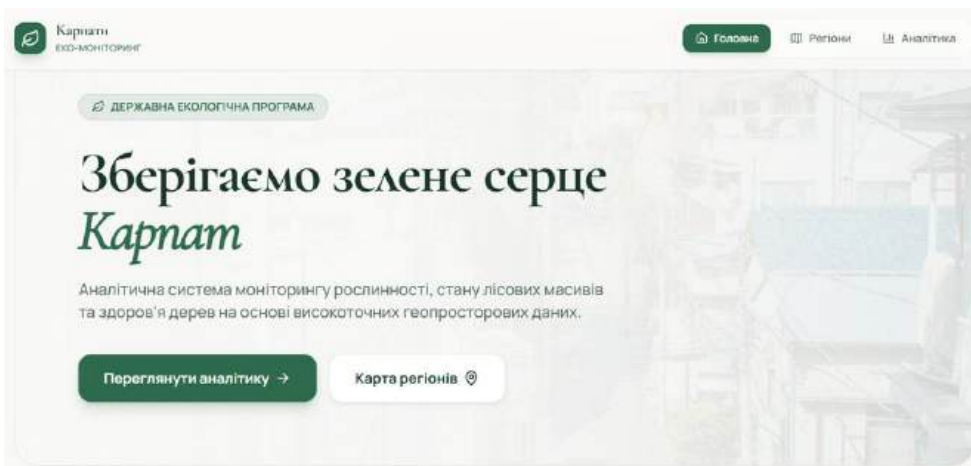 Карпати
ЕКО-МОНІТОРИНГ
Головна
Регіони
Аналітика
ДЕРЖАВНА ЕКОЛОГІЧНА ПРОГРАМА
Зберігаємо зелене серце
Карпат
Аналітична система моніторингу рослинності, стану лісових масивів
та здоров'я дерев на основі високоточних геопросторових даних.
Переглянути аналітику →
Карта регіонів